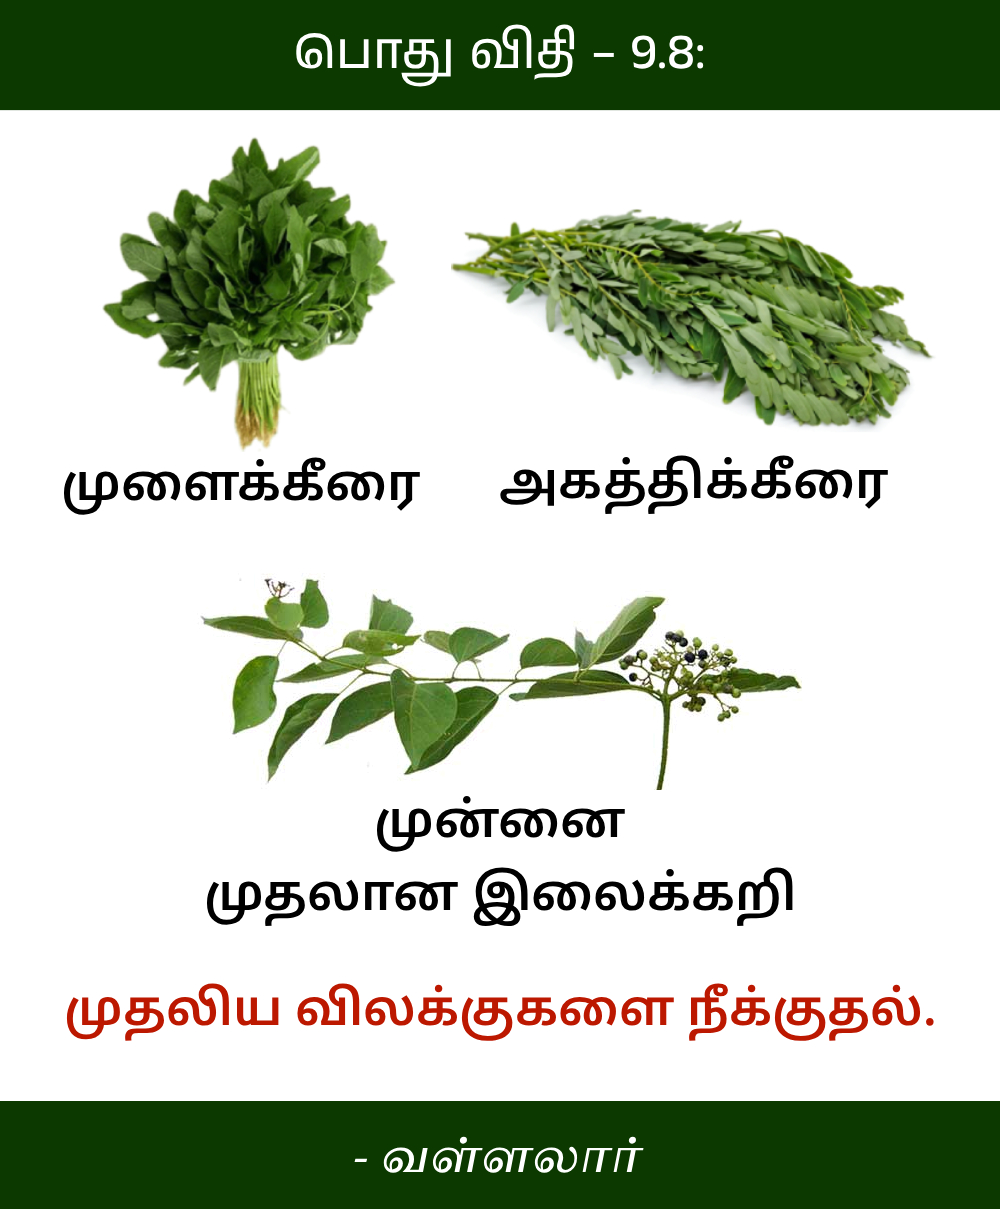 பொது விதி – 9.8:
முளைக்கீரை
அகத்திக்கீரை
முன்னை
முதலான இலைக்கறி
முதலிய விலக்குகளை நீக்குதல்.
- வள்ளலார்